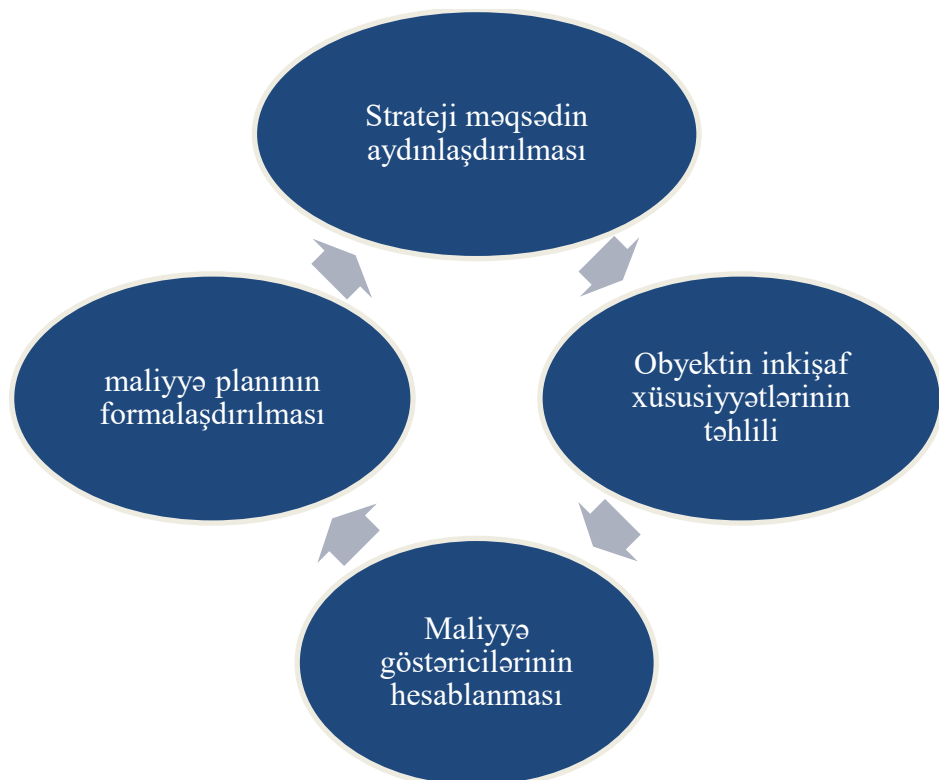 Strateji məqsədin
aydınlaşdırılması
maliyyə planının
formalaşdırılması
Obyektin inkişaf
xüsusiyyətlərinin
təhlili
Maliyyə
göstəricilərinin
hesablanması